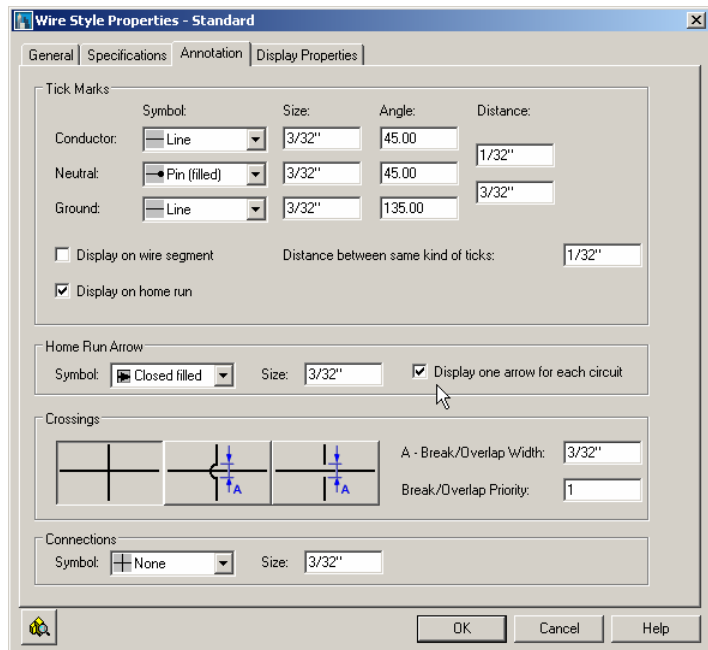 Wire Style Properties - Standard
General Specifications Annotation Display Properties
Tick Marks
Symbol: Size: Angle: Distance:
Conductor: Line 3/32" 45.00
1/32"
Neutral: Pin (filled) 3/32" 45.00
3/32"
Ground: Line 3/32" 135.00
Display on wire segment Distance between same kind of ticks: 1/32"
Display on home run
Home Run Arrow
Symbol: Closed filled Size: 3/32" Display one arrow for each circuit
Crossings
A - Break/Overlap Width: 3/32"
A A
Break/Overlap Priority: 1
Connections
Symbol: None Size: 3/32"
OK Cancel Help